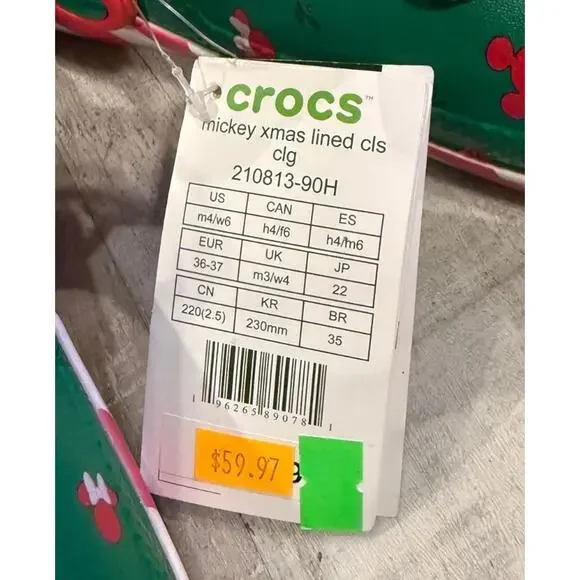 crocs™
mickey xmas lined cls
clg
210813-90H
US CAN ES
m4/w6 h4/f6 h4/m6
EUR UK JP
36-37 m3/w4 22
CN KR BR
220(2.5) 230mm 35
1 96265 89078 1
$59.97